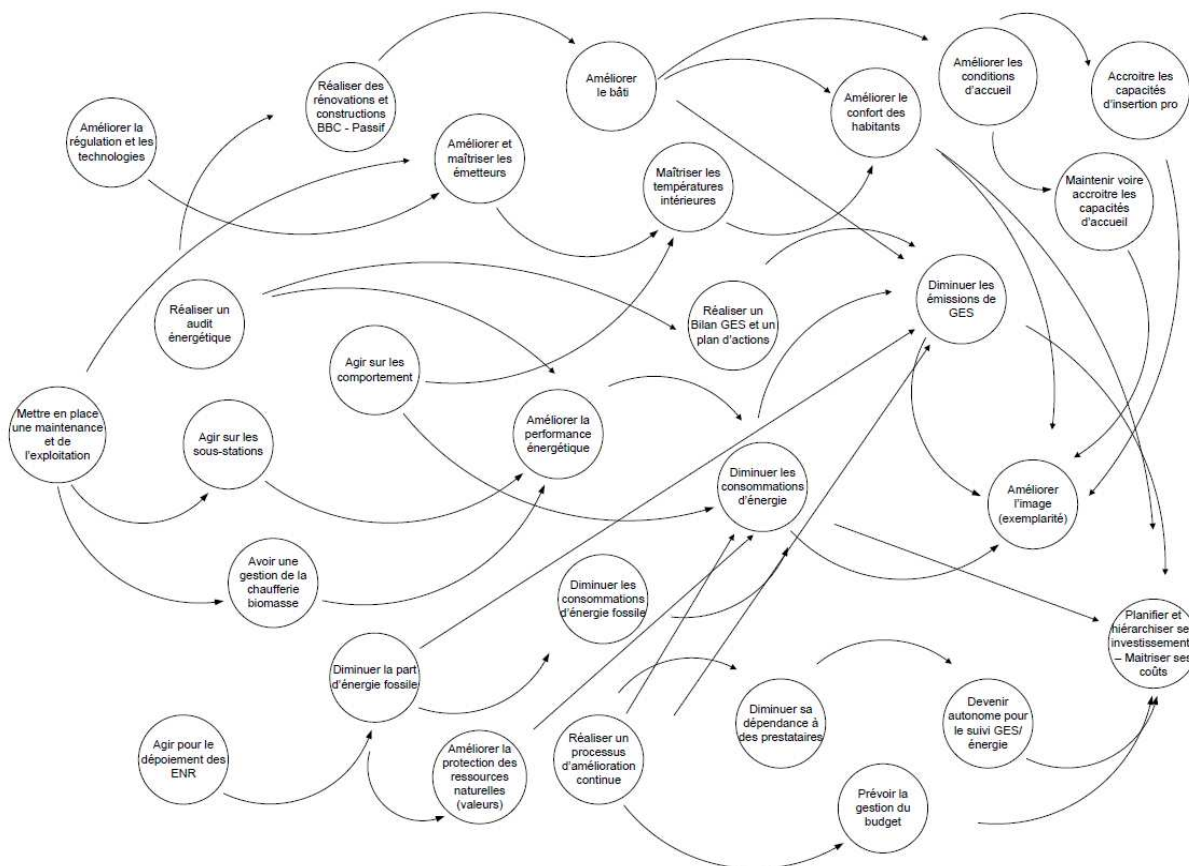 Réaliser des
rénovations et
constructions
BBC - Passif
Améliorer
le bâti
Améliorer les
conditions
d'accueil
Accroitre les
capacités
d'insertion pro
Améliorer la
régulation et les
technologies
Améliorer et
maîtriser les
émetteurs
Maîtriser les
températures
intérieures
Améliorer le
confort des
habitants
Maintenir voire
accroitre les
capacités
d'accueil
Réaliser un
audit
énergétique
Agir sur les
comportement
Réaliser un
Bilan GES et un
plan d'actions
Diminuer les
émissions de
GES
Mettre en place
une maintenance
et de
l'exploitation
Agir sur les
sous-stations
Améliorer la
performance
énergétique
Diminuer les
consommations
d'énergie
Améliorer
l'image
(exemplarité)
Avoir une
gestion de la
chaufferie
biomasse
Diminuer les
consommations
d'énergie fossile
Planifier et
hiérarchiser se
investissement
– Maitriser ses
coûts
Diminuer la part
d'énergie fossile
Agir pour le
dépoiement des
ENR
Améliorer la
protection des
ressources
naturelles
(valeurs)
Réaliser un
processus
d'amélioration
continue
Diminuer sa
dépendance à
des prestataires
Devenir
autonome pour
le suivi GES/
énergie
Prévoir la
gestion du
budget